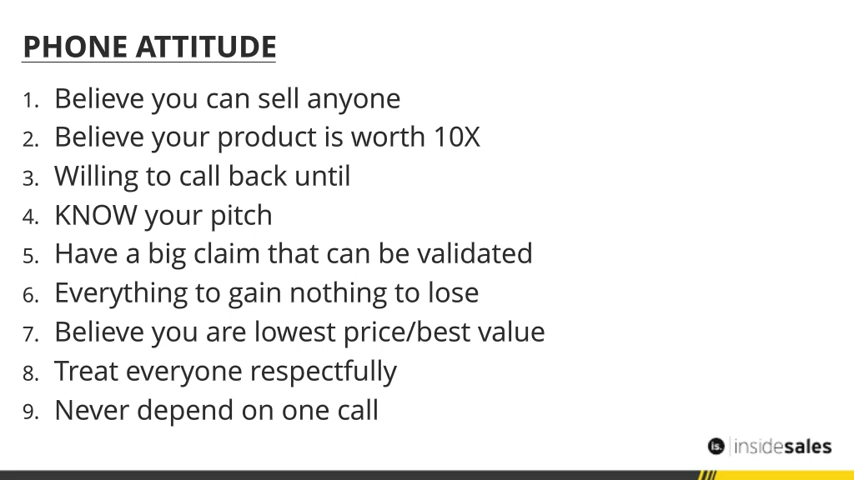 PHONE ATTITUDE
1. Believe you can sell anyone
2. Believe your product is worth 10X
3. Willing to call back until
4. KNOW your pitch
5. Have a big claim that can be validated
6. Everything to gain nothing to lose
7. Believe you are lowest price/best value
8. Treat everyone respectfully
9. Never depend on one call
is. insidesales